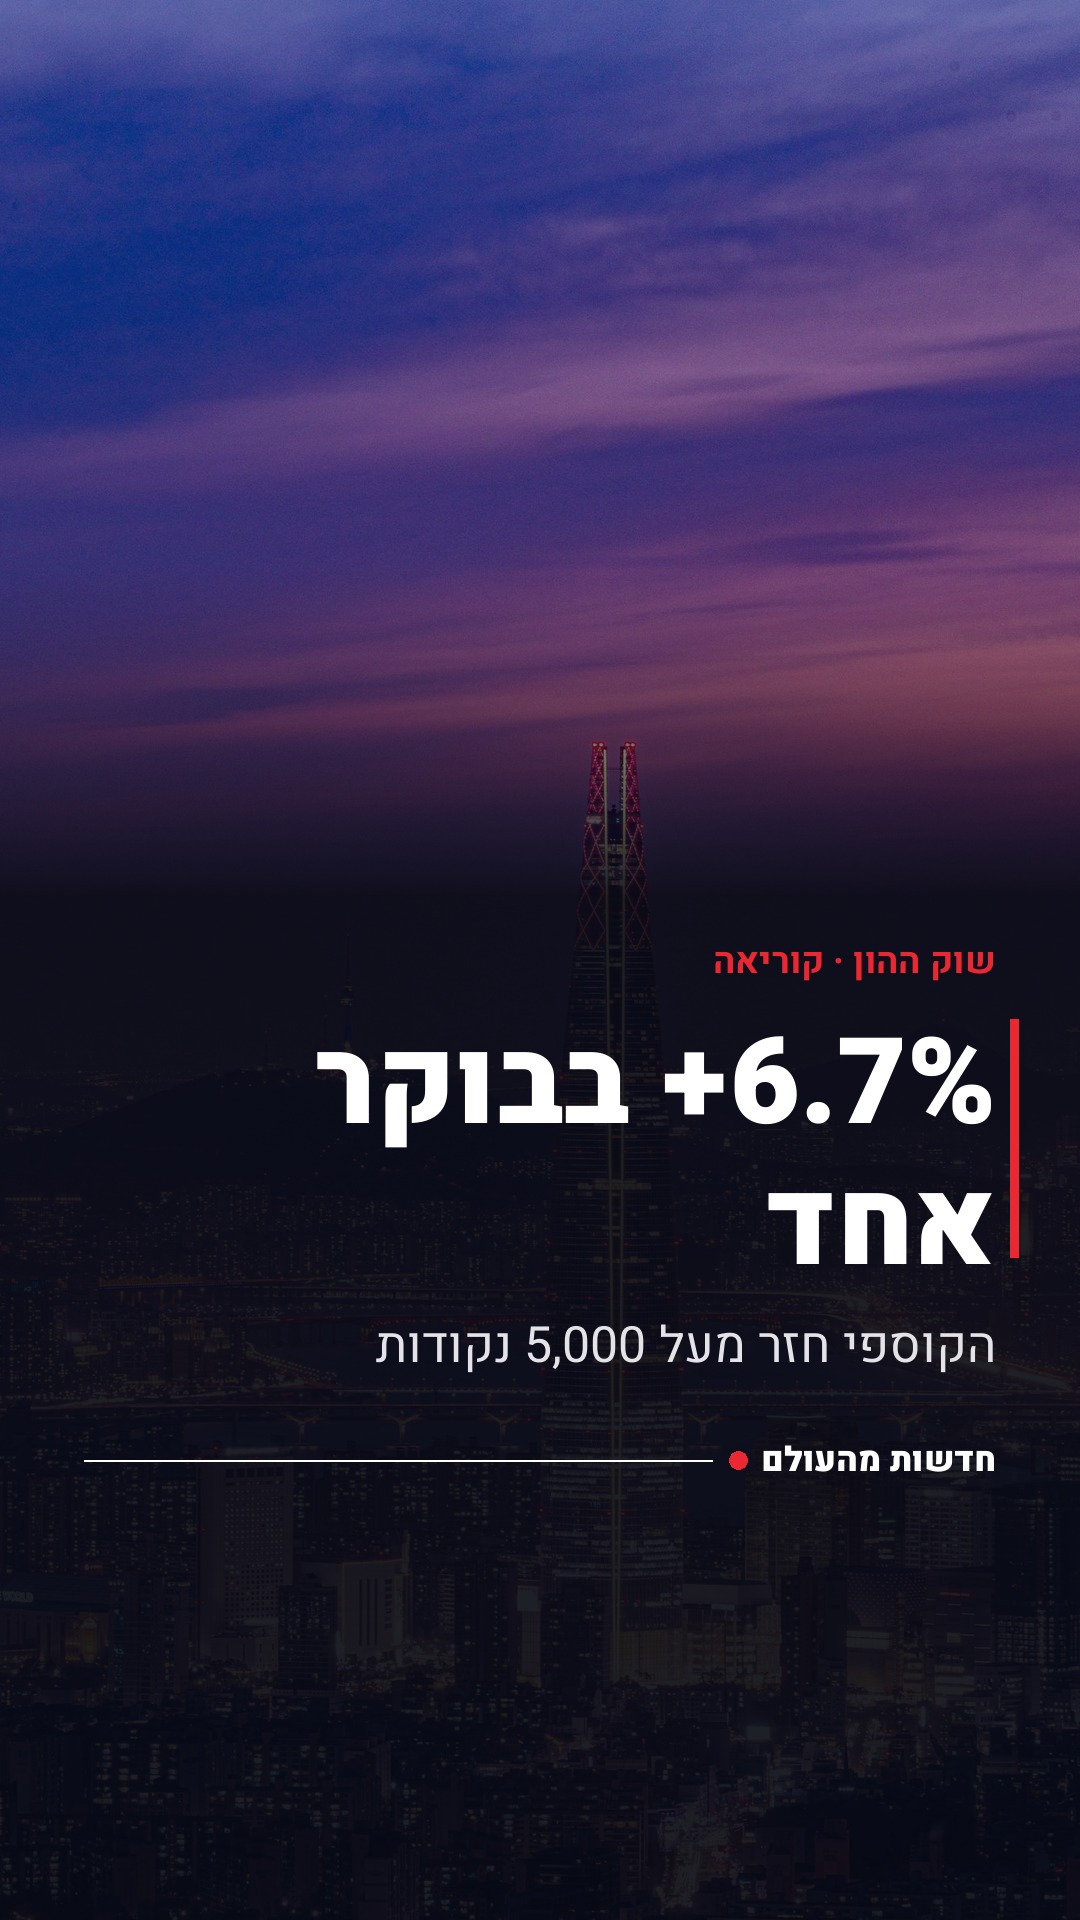 שוק ההון · קוריאה
+6.7% בבוקר
אחד
הקוספי חזר מעל 5,000 נקודות
חדשות מהעולם